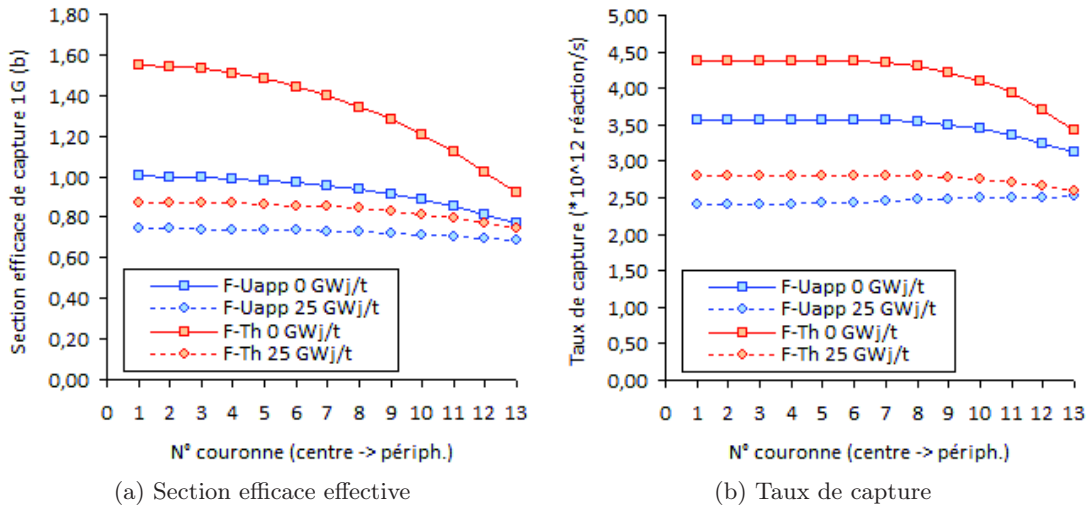 Section efficace de capture 1G (b)
1,80
1,60
1,40
1,20
1,00
0,80
0,60
0,40
0,20
0,00
F-Uapp 0 GWj/t
F-Uapp 25 GWj/t
F-Th 0 GWj/t
F-Th 25 GWj/t
0 1 2 3 4 5 6 7 8 9 10 11 12 13
N° couronne (centre -> périph.)
(a) Section efficace effective
Taux de capture (*10^12 réaction/s)
5,00
4,50
4,00
3,50
3,00
2,50
2,00
1,50
1,00
0,50
0,00
F-Uapp 0 GWj/t
F-Uapp 25 GWj/t
F-Th 0 GWj/t
F-Th 25 GWj/t
0 1 2 3 4 5 6 7 8 9 10 11 12 13
N° couronne (centre -> périph.)
(b) Taux de capture